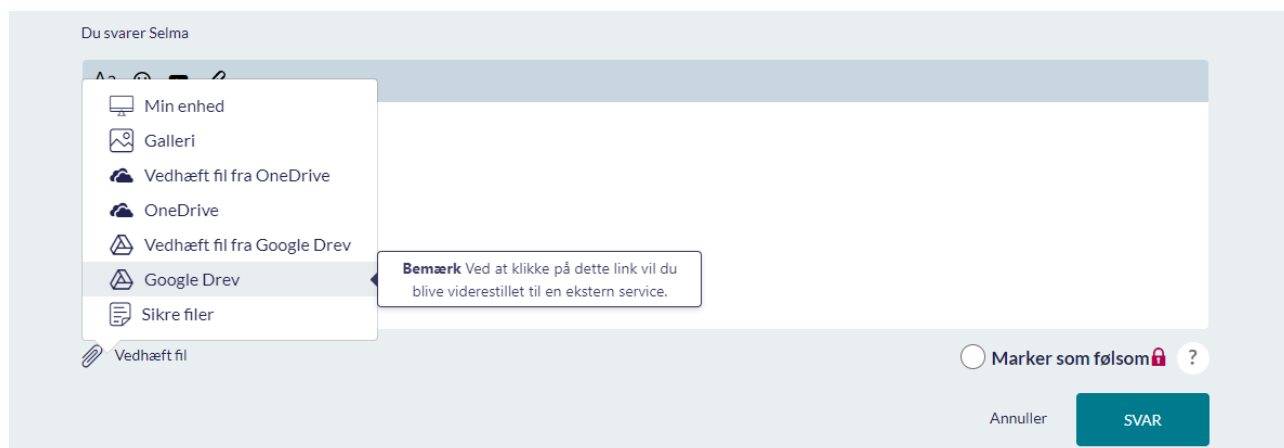 Du svarer Selma
Aa
Min enhed
Galleri
Vedhæft fil fra OneDrive
OneDrive
Vedhæft fil fra Google Drev
Google Drev
Bemærk Ved at klikke på dette link vil du
blive viderestillet til en ekstern service.
Sikre filer
Vedhæft fil
Marker som følsom
?
Annuller
SVAR